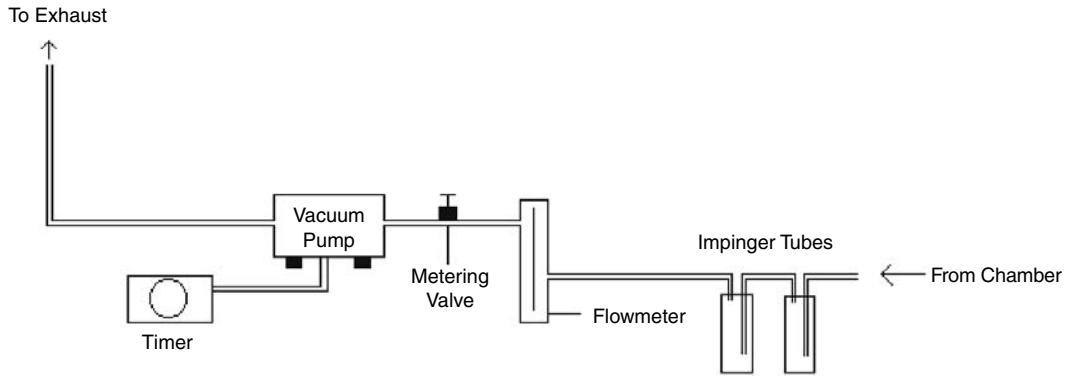 To Exhaust
Vacuum
Pump
Impinger Tubes
Metering
Valve
From Chamber
Flowmeter
Timer